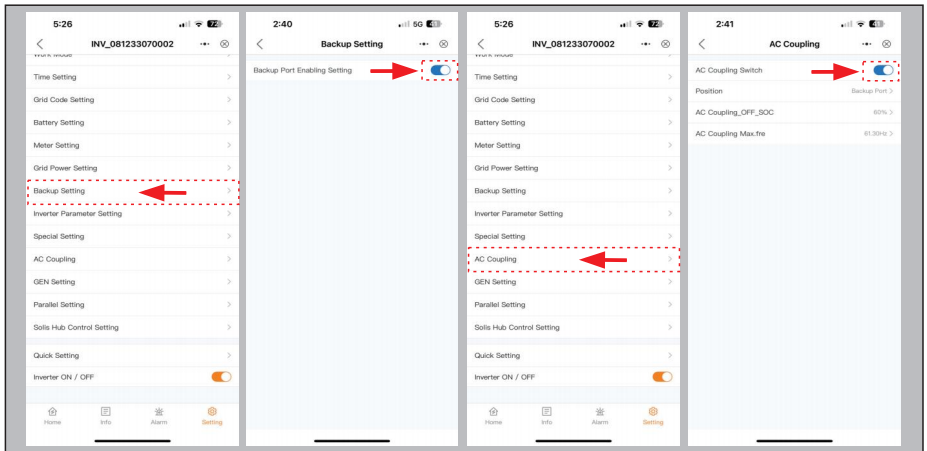 5:26
72
INV_081233070002
Work Mode
Time Setting
Grid Code Setting
Battery Setting
Meter Setting
Grid Power Setting
Backup Setting
Inverter Parameter Setting
Special Setting
AC Coupling
GEN Setting
Parallel Setting
Solis Hub Control Setting
Quick Setting
Inverter ON / OFF
Home Info Alarm Setting
2:40
5G
Backup Setting
Backup Port Enabling Setting
5:26
72
INV_081233070002
Work Mode
Time Setting
Grid Code Setting
Battery Setting
Meter Setting
Grid Power Setting
Backup Setting
Inverter Parameter Setting
Special Setting
AC Coupling
GEN Setting
Parallel Setting
Solis Hub Control Setting
Quick Setting
Inverter ON / OFF
Home Info Alarm Setting
2:41
AC Coupling
AC Coupling Switch
Position Backup Port >
AC Coupling_OFF_SOC 60% >
AC Coupling Max.fre 61.30Hz >